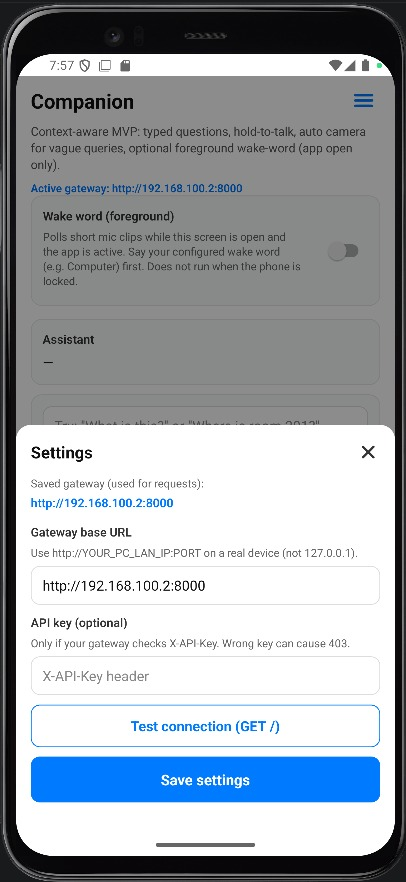 7:57
Companion
Context-aware MVP: typed questions, hold-to-talk, auto camera
for vague queries, optional foreground wake-word (app open
only).
Active gateway: http://192.168.100.2:8000
Wake word (foreground)
Polls short mic clips while this screen is open and
the app is active. Say your configured wake word
(e.g. Computer) first. Does not run when the phone is
locked.
Assistant
—
Try: "What is this?" or "Where is room 201?"
Settings
Saved gateway (used for requests):
http://192.168.100.2:8000
Gateway base URL
Use http://YOUR_PC_LAN_IP:PORT on a real device (not 127.0.0.1).
http://192.168.100.2:8000
API key (optional)
Only if your gateway checks X-API-Key. Wrong key can cause 403.
X-API-Key header
Test connection (GET /)
Save settings